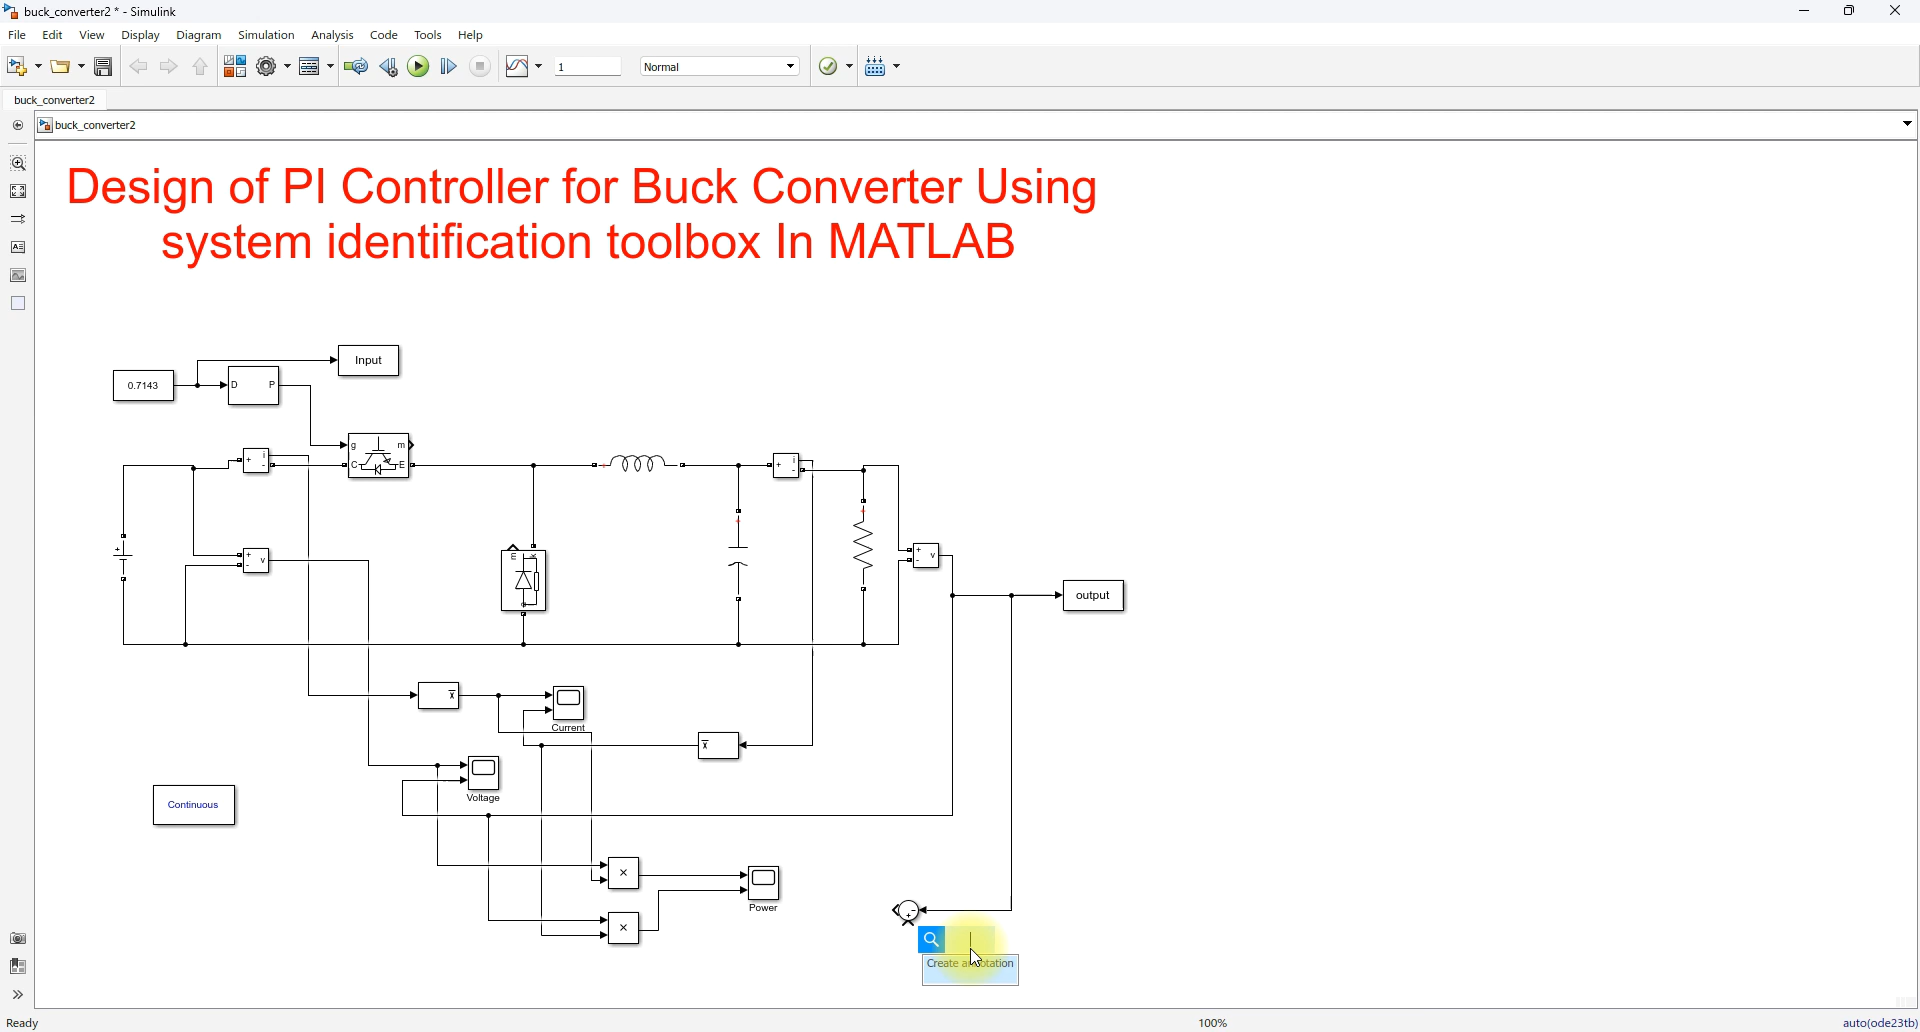 buck_converter2 * - Simulink
File Edit View Display Diagram Simulation Analysis Code Tools Help
1 Normal
buck_converter2
buck_converter2
Design of PI Controller for Buck Converter Using
system identification toolbox In MATLAB
Input
0.7143
D P
g m
C E
+ i
-
+ i
-
+
+ v
-
m k
a
+ v
-
output
x
Current
x
Voltage
Continuous
×
Power
×
-
+
Create annotation
Ready 100% auto(ode23tb)